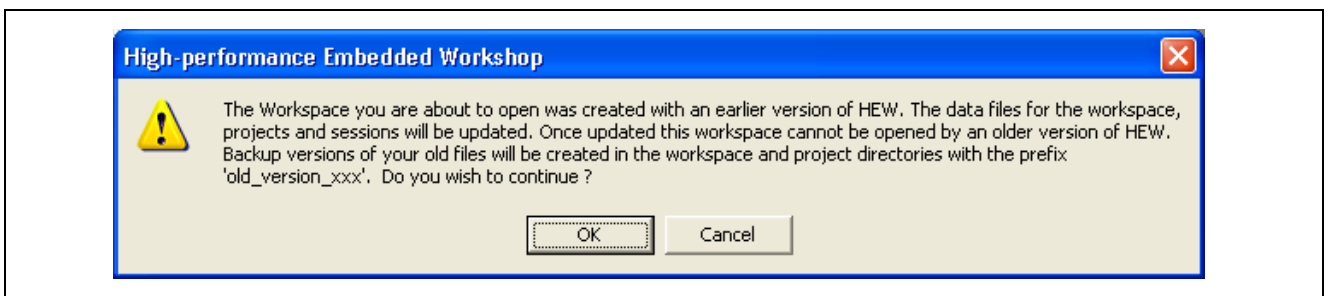 High-performance Embedded Workshop
The Workspace you are about to open was created with an earlier version of HEW. The data files for the workspace,
projects and sessions will be updated. Once updated this workspace cannot be opened by an older version of HEW.
Backup versions of your old files will be created in the workspace and project directories with the prefix
'old_version_xxx'.  Do you wish to continue ?
OK Cancel